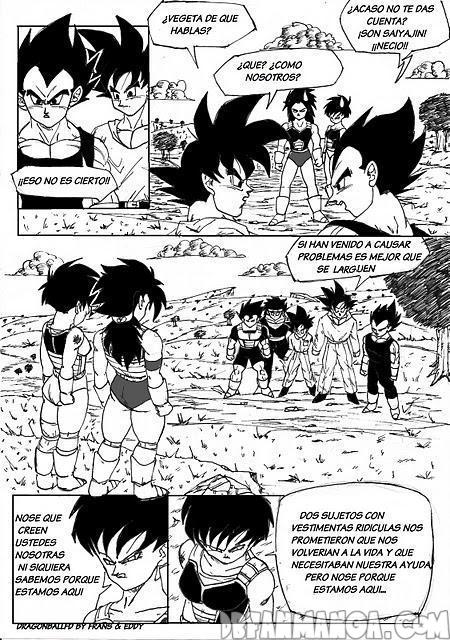 ¡¡ESO NO ES CIERTO!!
¿VEGETA DE QUE
HABLAS?
¿QUE? ¿COMO
NOSOTROS?
¿ACASO NO TE DAS
CUENTA?
¡SON SAIYAJIN!
¡¡NECIO!!
SI HAN VENIDO A CAUSAR
PROBLEMAS ES MEJOR QUE
SE LARGUEN
NOSE QUE
CREEN
USTEDES
NOSOTRAS
NI SIQUIERA
SABEMOS PORQUE
ESTAMOS AQUI
DOS SUJETOS CON
VESTIMENTAS RIDICULAS NOS
PROMETIERON QUE NOS
VOLVERIAN A LA VIDA Y QUE
NECESITABAN NUESTRA AYUDA,
PERO NOSE PORQUE
ESTAMOS AQUI...
DRAGONBALLFD BY FRANS & EDDY
DBFANMANGA.COM